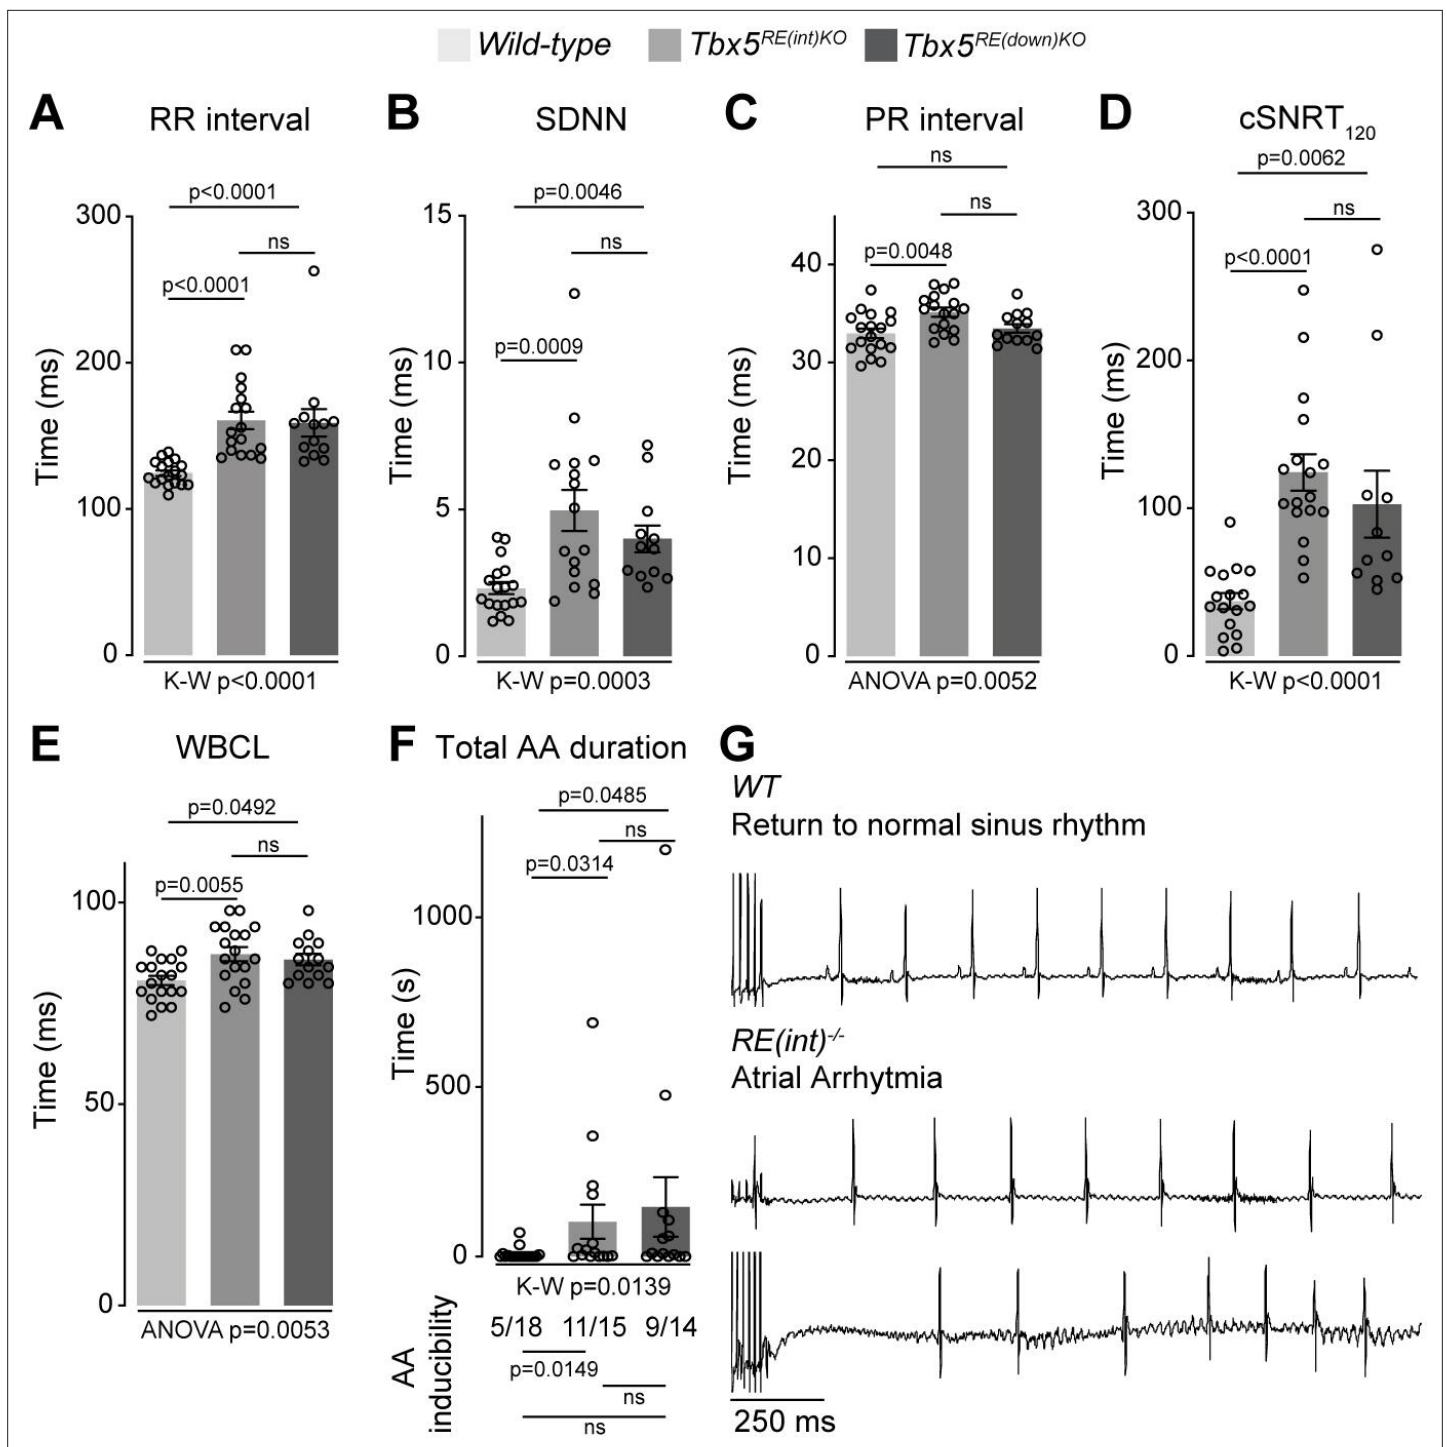 Wild-type Tbx5RE(int)KO Tbx5RE(down)KO
A RR interval
p<0.0001
ns
p<0.0001
300
200
100
0
Time (ms)
K-W p<0.0001
B SDNN
p=0.0046
ns
p=0.0009
15
10
5
0
Time (ms)
K-W p=0.0003
C PR interval
ns
ns
p=0.0048
40
30
20
10
0
Time (ms)
ANOVA p=0.0052
D cSNRT120
p=0.0062
ns
p<0.0001
300
200
100
0
Time (ms)
K-W p<0.0001
E WBCL
p=0.0492
ns
p=0.0055
100
50
0
Time (ms)
ANOVA p=0.0053
F Total AA duration
p=0.0485
ns
p=0.0314
1000
500
0
Time (s)
K-W p=0.0139
AA
inducibility
5/18 11/15 9/14
p=0.0149
ns
ns
G
WT
Return to normal sinus rhythm
RE(int)-/-
Atrial Arrhytmia
250 ms